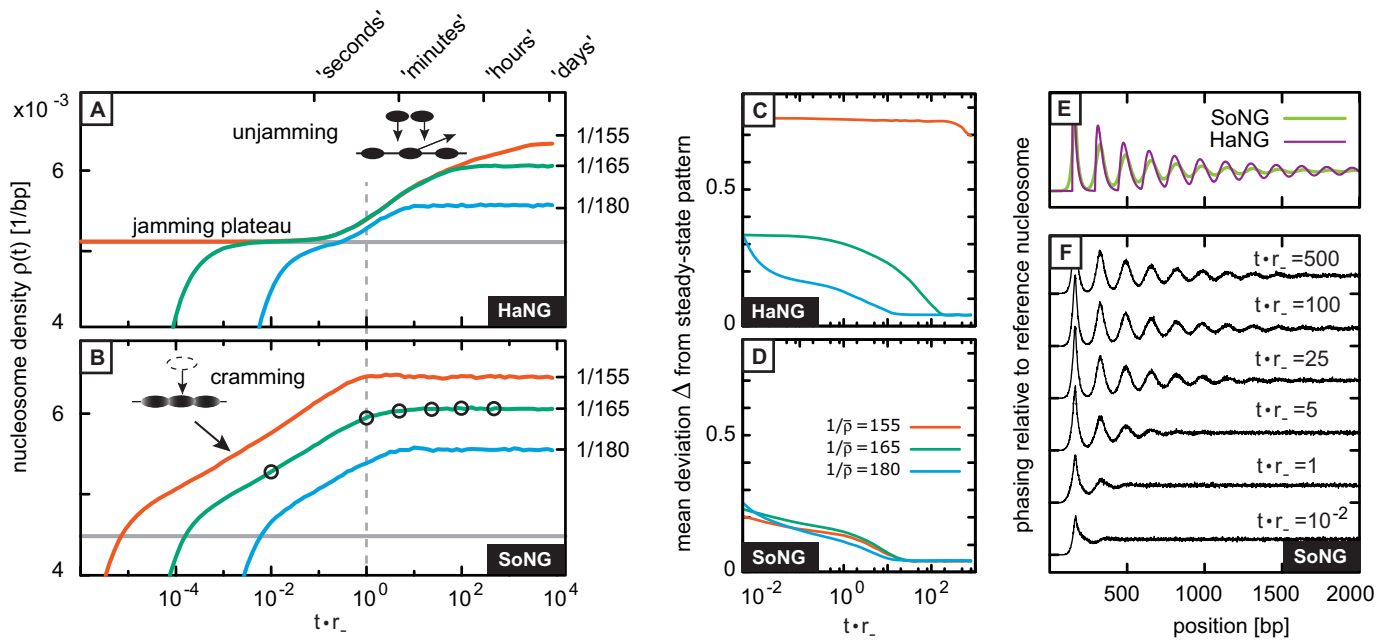 'seconds'
'minutes'
'hours'
'days'
nucleosome density ρ(t) [1/bp]
x10⁻³
A
unjamming
jamming plateau
6
4
1/155
1/165
1/180
HaNG
B
cramming
6
4
1/155
1/165
1/180
SoNG
10⁻⁴
10⁻²
10⁰
10²
10⁴
t•r₋
mean deviation Δ from steady-state pattern
C
0.5
0
HaNG
D
0.5
0
1/ρ̄ =155
1/ρ̄ =165
1/ρ̄ =180
SoNG
10⁻²
10⁰
10²
t•r₋
phasing relative to reference nucleosome
E
SoNG
HaNG
F
t•r₋=500
t•r₋=100
t•r₋=25
t•r₋=5
t•r₋=1
t•r₋=10⁻²
SoNG
500
1000
1500
2000
position [bp]